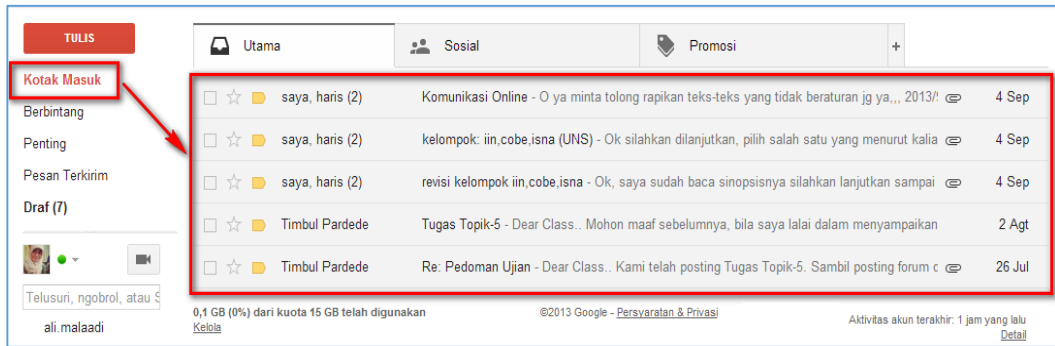 TULIS
Utama
Sosial
Promosi
+
Kotak Masuk
Berbintang
Penting
Pesan Terkirim
Draf (7)
saya, haris (2) Komunikasi Online - O ya minta tolong rapikan teks-teks yang tidak beraturan jg ya,,, 2013/ 4 Sep
saya, haris (2) kelompok: iin,cobe,isna (UNS) - Ok silahkan dilanjutkan, pilih salah satu yang menurut kalia 4 Sep
saya, haris (2) revisi kelompok iin,cobe,isna - Ok, saya sudah baca sinopsisnya silahkan lanjutkan sampai 4 Sep
Timbul Pardede Tugas Topik-5 - Dear Class.. Mohon maaf sebelumnya, bila saya lalai dalam menyampaikan 2 Agt
Timbul Pardede Re: Pedoman Ujian - Dear Class.. Kami telah posting Tugas Topik-5. Sambil posting forum 26 Jul
Telusuri, ngobrol, atau S
ali.malaadi
0,1 GB (0%) dari kuota 15 GB telah digunakan
Kelola
©2013 Google - Persyaratan & Privasi
Aktivitas akun terakhir: 1 jam yang lalu
Detail